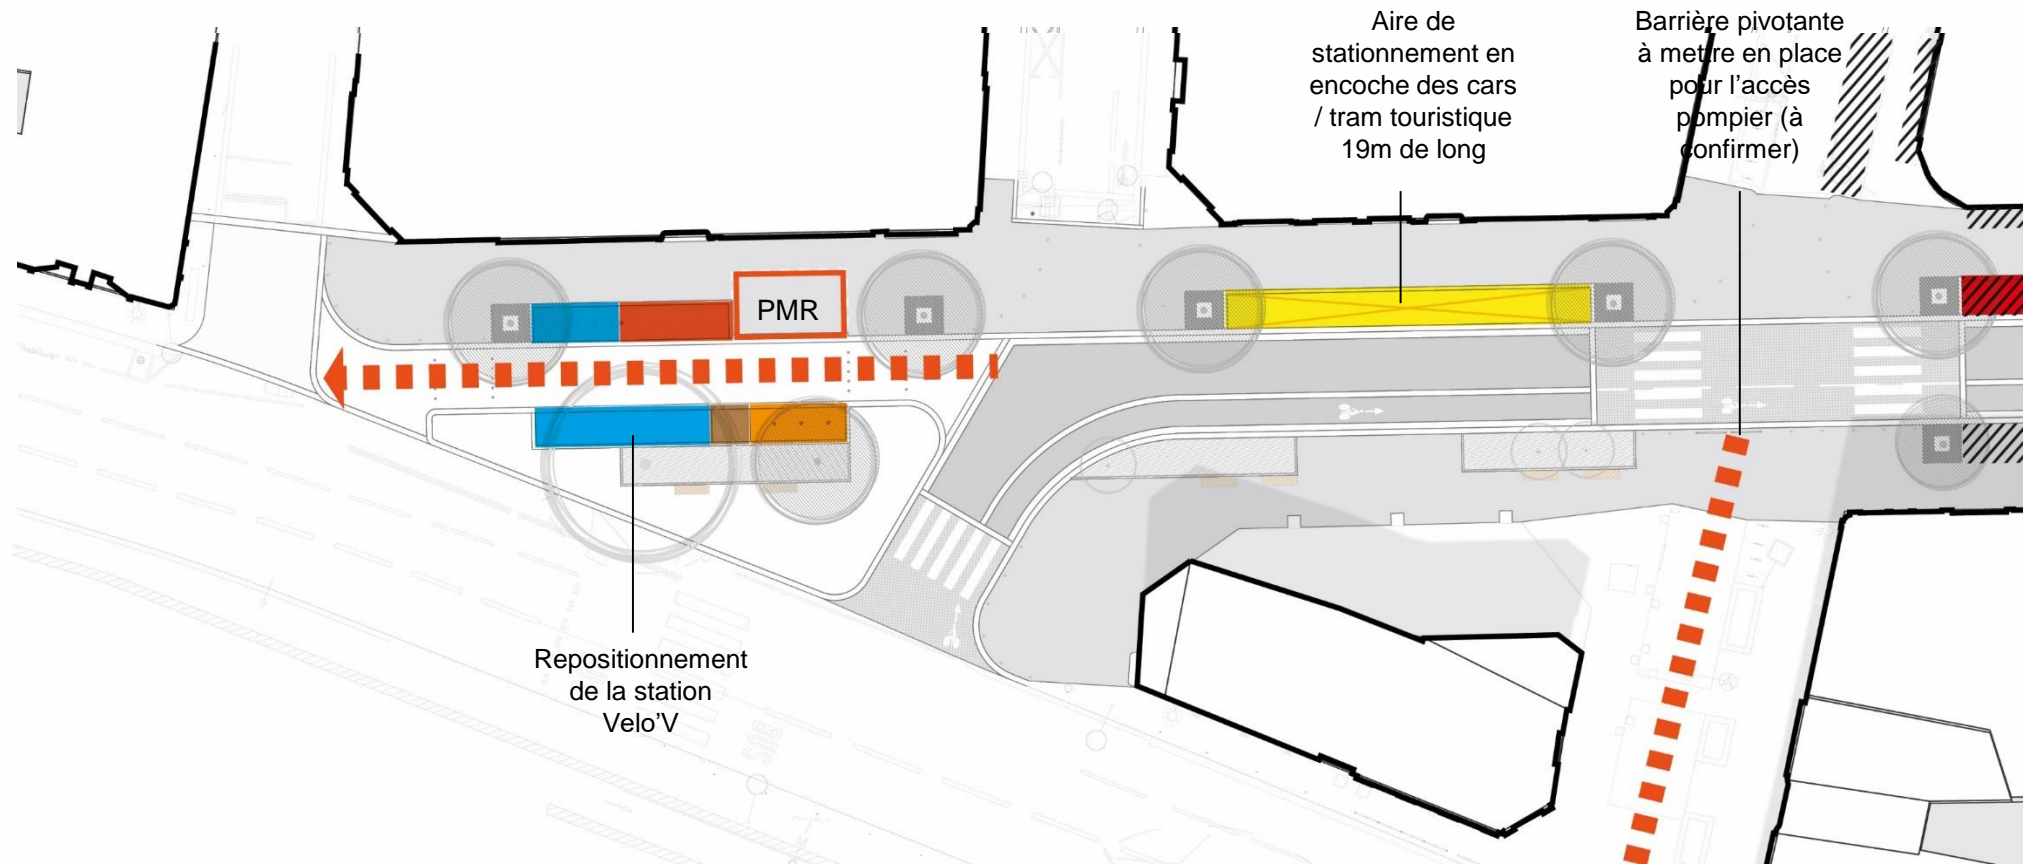 Aire de
stationnement en
encoche des cars
/ tram touristique
19m de long
Barrière pivotante
à mettre en place
pour l'accès
pompier (à
confirmer)
PMR
Repositionnement
de la station
Velo'V
BUS